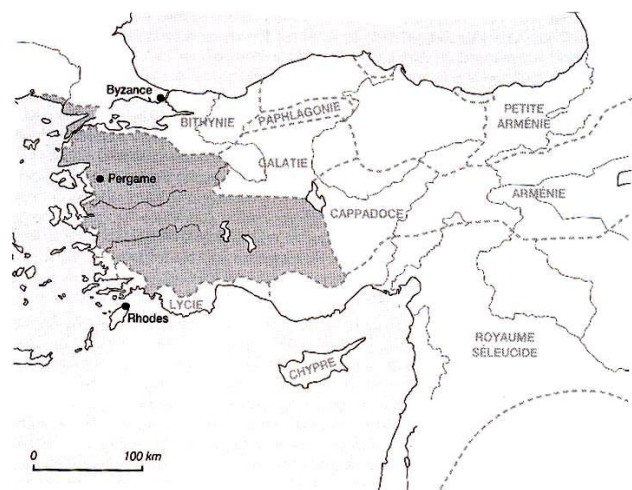 Byzance
BITHYNIE
PAPHLAGONIE
PETITE
ARMÉNIE
GALATIE
Pergame
ARMÉNIE
CAPPADOCE
LYCIE
Rhodes
ROYAUME
SÉLEUCIDE
CHYPRE
0
100 km